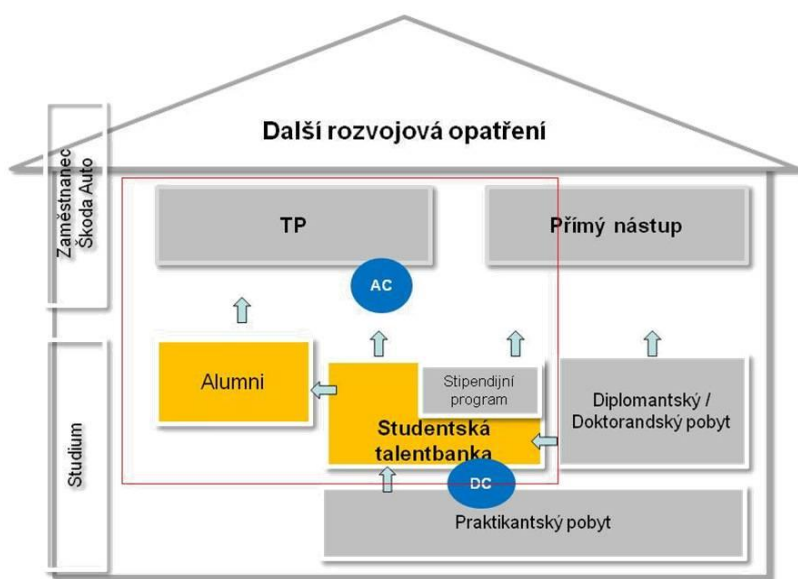 Další rozvojová opatření
Zaměstnanec
Škoda Auto
TP
Přímý nástup
AC
Alumni
Stipendijní
program
Studentská
talentbanka
Diplomantský /
Doktorandský pobyt
Studium
DC
Praktikantský pobyt